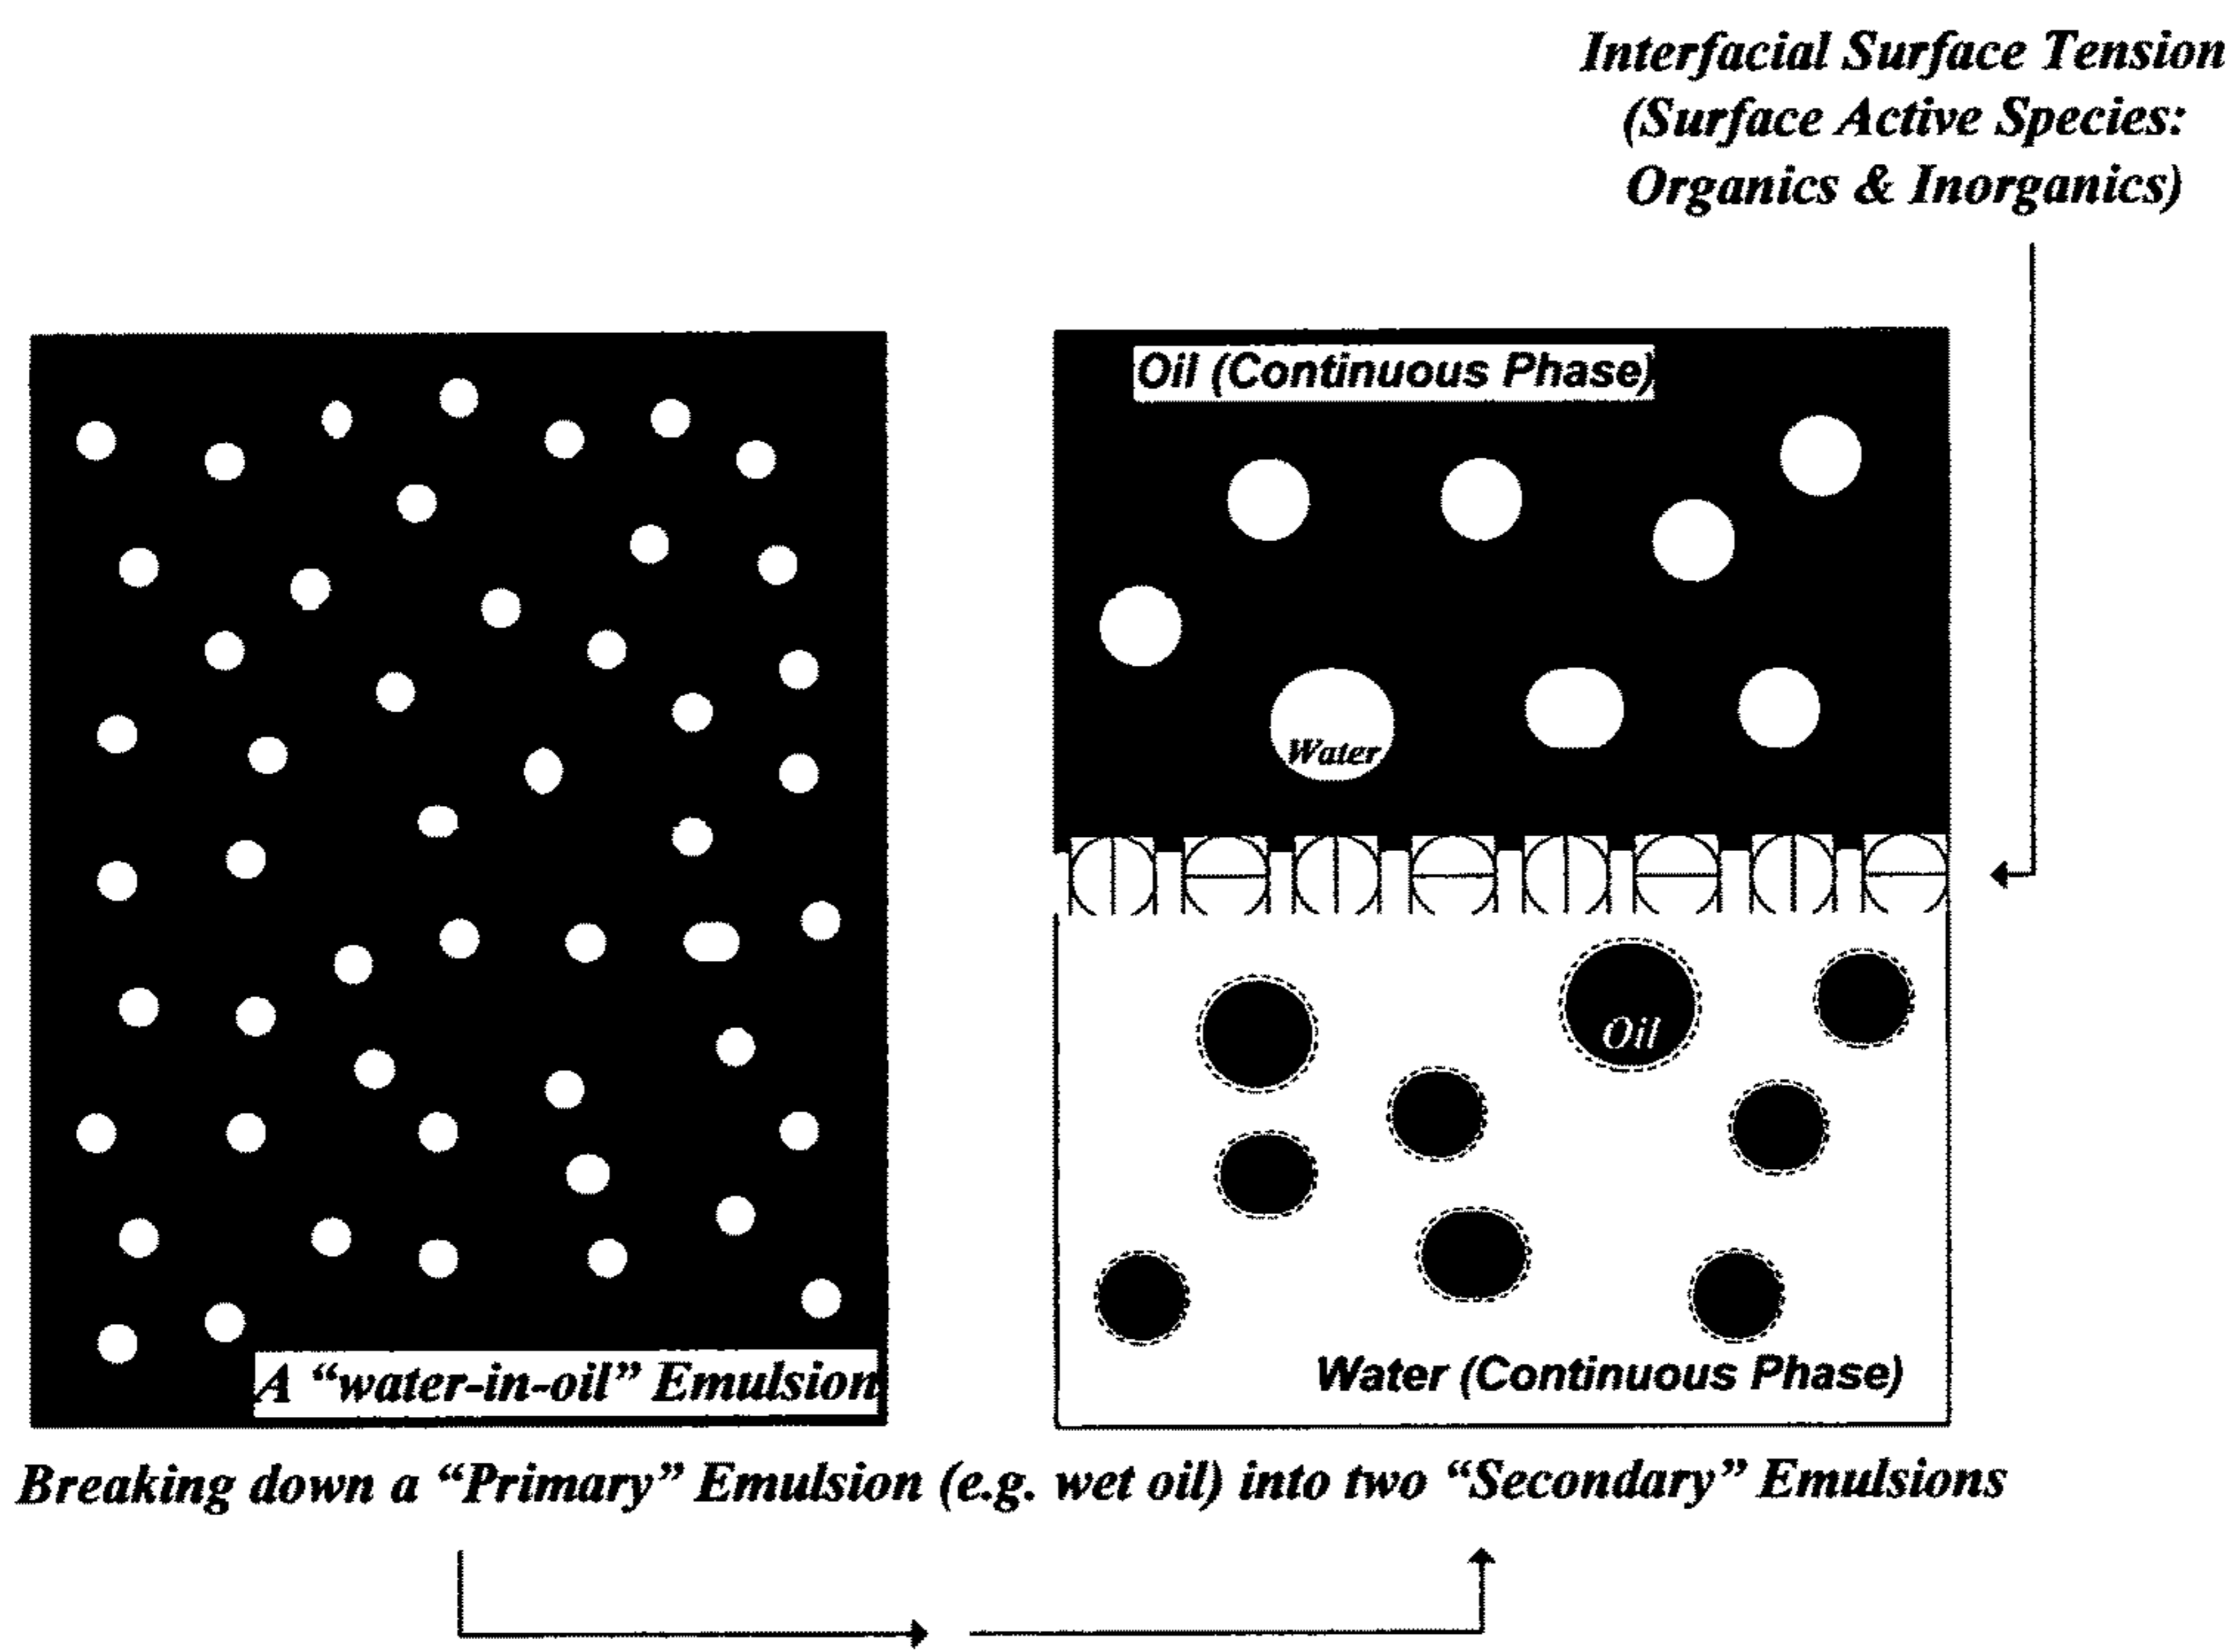 Interfacial Surface Tension
(Surface Active Species:
Organics & Inorganics)
Oil (Continuous Phase)
Water
Oil
Water (Continuous Phase)
A “water-in-oil” Emulsion
Breaking down a “Primary” Emulsion (e.g. wet oil) into two “Secondary” Emulsions